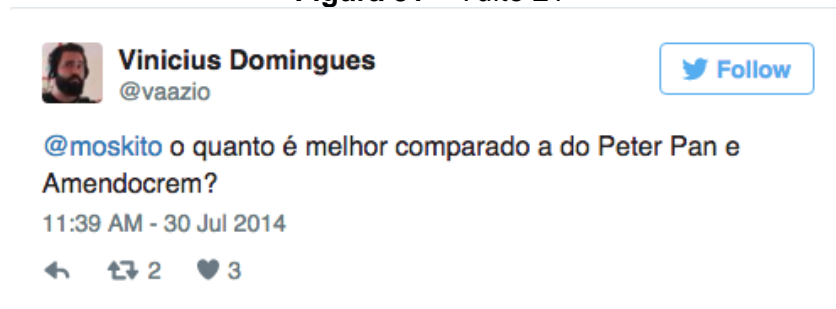 Vinicius Domingues
@vaazio
Follow
@moskito o quanto é melhor comparado a do Peter Pan e
Amendocrem?
11:39 AM - 30 Jul 2014
2 3